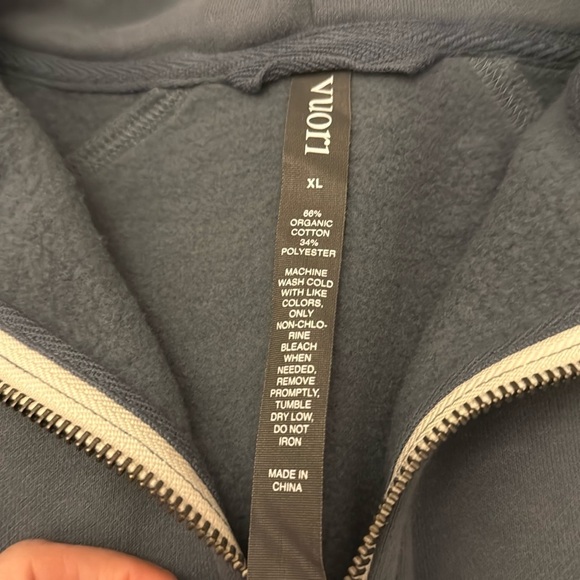 vuori
XL
66%
ORGANIC
COTTON
34%
POLYESTER
MACHINE
WASH COLD
WITH LIKE
COLORS,
ONLY
NON-CHLO-
RINE
BLEACH
WHEN
NEEDED,
REMOVE
PROMPTLY,
TUMBLE
DRY LOW,
DO NOT
IRON
MADE IN
CHINA